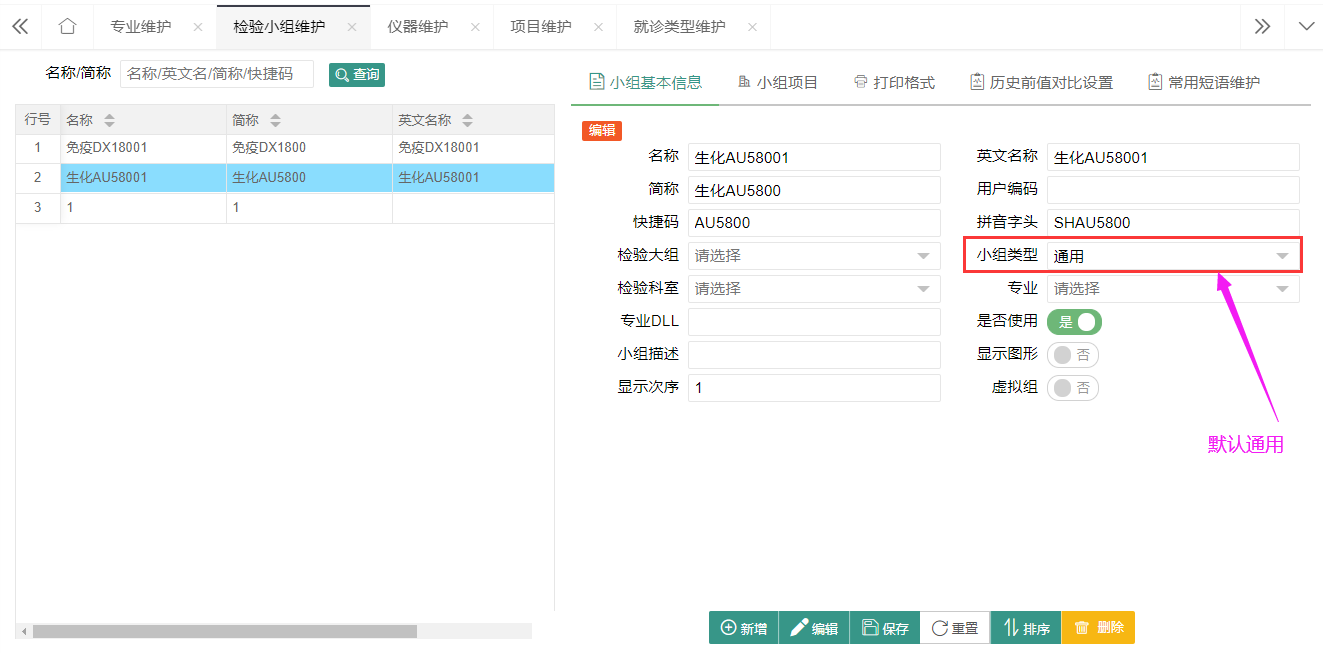 专业维护 检验小组维护 仪器维护 项目维护 就诊类型维护
名称/简称 名称/英文名/简称/快捷码 查询
行号 名称 简称 英文名称
1 免疫DX18001 免疫DX1800 免疫DX18001
2 生化AU58001 生化AU5800 生化AU58001
3 1 1
小组基本信息 小组项目 打印格式 历史前值对比设置 常用短语维护
编辑
名称 生化AU58001 英文名称 生化AU58001
简称 生化AU5800 用户编码
快捷码 AU5800 拼音字头 SHAU5800
检验大组 请选择 小组类型 通用
检验科室 请选择 专业 请选择
专业DLL 是否使用 是
小组描述 显示图形 否
显示次序 1 虚拟组 否
默认通用
新增 编辑 保存 重置 排序 删除